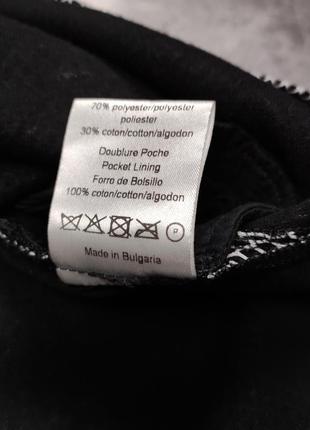 70% polyester/polyester
poliester
30% coton/cotton/algodon
Doublure Poche
Pocket Lining
Forro de Bolsillo
100% coton/cotton/algodon
P
Made in Bulgaria